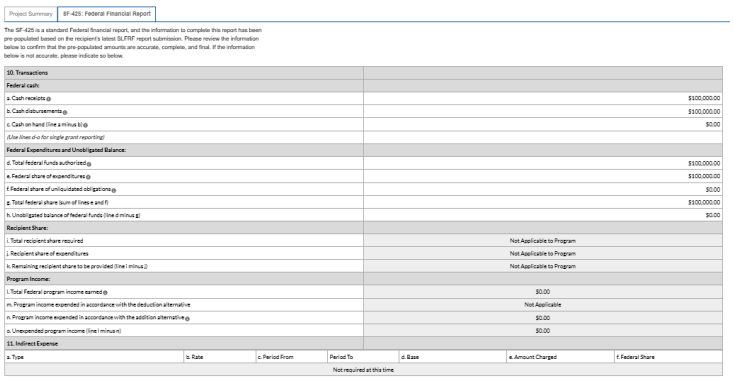 Project Summary SF-425: Federal Financial Report
The SF-425 is a standard Federal financial report, and the information to complete this report has been
pre-populated based on the recipient's latest SLFRF report submission. Please review the information
below to confirm that the pre-populated amounts are accurate, complete, and final. If the information
below is not accurate, please indicate so below.
10. Transactions
Federal cash:
a. Cash receipts $100,000.00
b. Cash disbursements $100,000.00
c. Cash on hand (line a minus b) $0.00
(Use lines d-o for single grant reporting)
Federal Expenditures and Unobligated Balance:
d. Total federal funds authorized $100,000.00
e. Federal share of expenditures $100,000.00
f. Federal share of unliquidated obligations $0.00
g. Total federal share (sum of lines e and f) $100,000.00
h. Unobligated balance of federal funds (line d minus g) $0.00
Recipient Share:
i. Total recipient share required Not Applicable to Program
j. Recipient share of expenditures Not Applicable to Program
k. Remaining recipient share to be provided (line i minus j) Not Applicable to Program
Program Income:
l. Total Federal program income earned $0.00
m. Program income expended in accordance with the deduction alternative Not Applicable
n. Program income expended in accordance with the addition alternative $0.00
o. Unexpended program income (line l minus n) $0.00
11. Indirect Expense
a. Type b. Rate c. Period From Period To d. Base e. Amount Charged f. Federal Share
Not required at this time